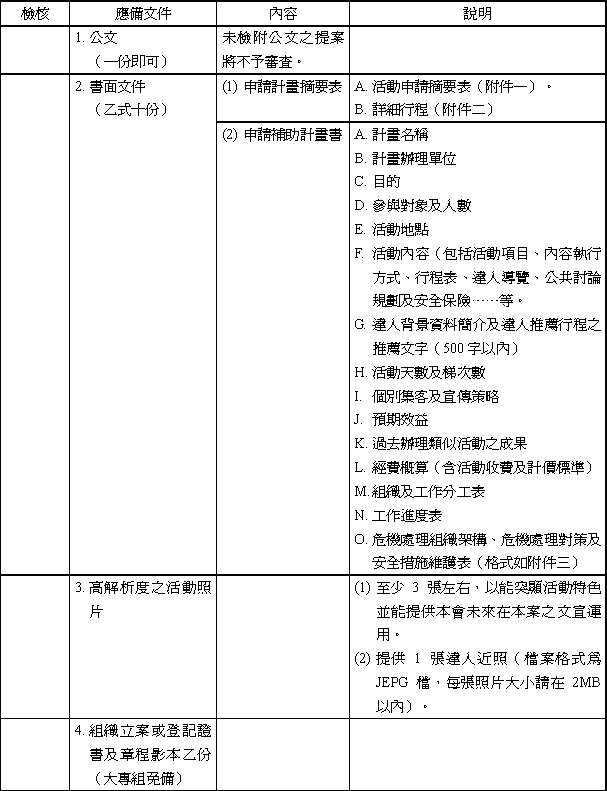 檢核 應備文件 內容 說明
1. 公文
（一份即可）
未檢附公文之提案
將不予審查。
2. 書面文件
（乙式十份）
(1) 申請計畫摘要表
A. 活動申請摘要表（附件一）。
B. 詳細行程（附件二）
(2) 申請補助計畫書
A. 計畫名稱
B. 計畫辦理單位
C. 目的
D. 參與對象及人數
E. 活動地點
F. 活動內容（包括活動項目、內容執行
方式、行程表、達人導覽、公共討論
規劃及安全保險⋯⋯等。
G. 達人背景資料簡介及達人推薦行程之
推薦文字（500字以內）
H. 活動天數及梯次數
I. 個別集客及宣傳策略
J. 預期效益
K. 過去辦理類似活動之成果
L. 經費概算（含活動收費及計價標準）
M. 組織及工作分工表
N. 工作進度表
O. 危機處理組織架構、危機處理對策及
安全措施維護表（格式如附件三）
3. 高解析度之活動照
片
(1) 至少 3 張左右，以能突顯活動特色
並能提供本會未來在本案之文宣運
用。
(2) 提供 1 張達人近照（檔案格式為
JEPG 檔，每張照片大小請在 2MB
以內）。
4. 組織立案或登記證
書及章程影本乙份
（大專組免備）